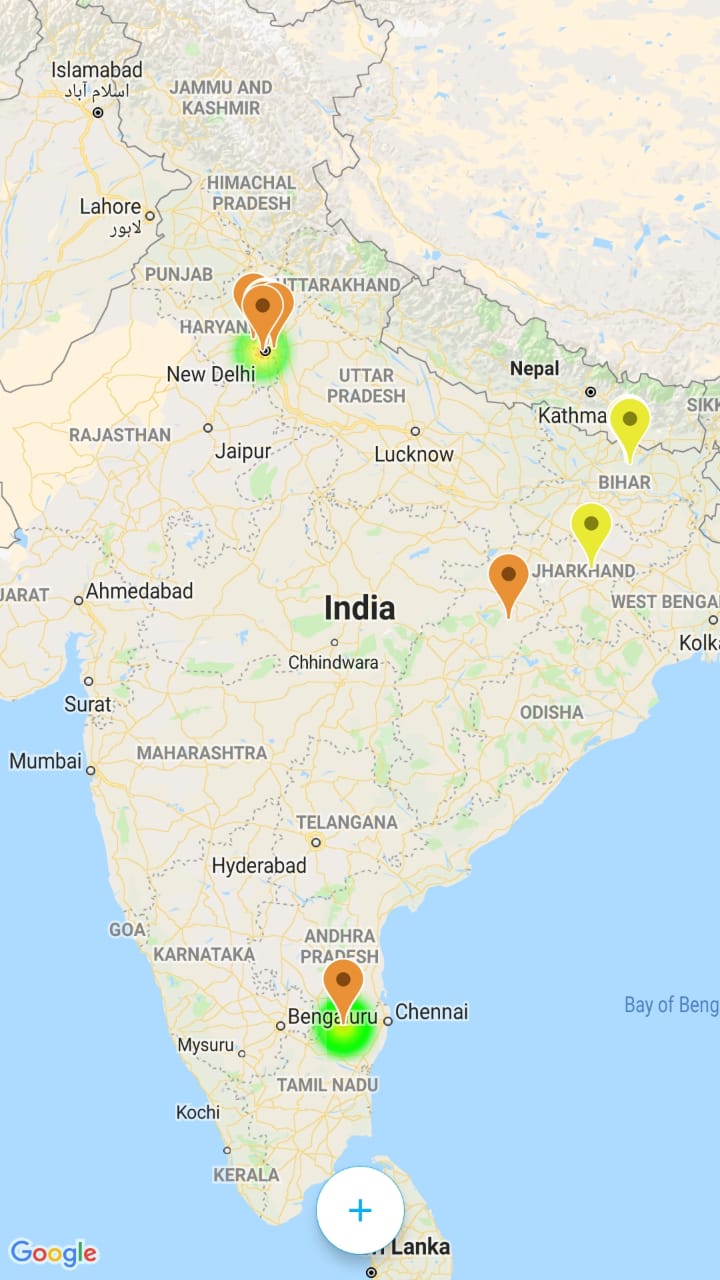 Islamabad
اسلام آباد
JAMMU AND
KASHMIR
HIMACHAL
PRADESH
Lahore
لاہور
PUNJAB
UTTARAKHAND
HARYAN
New Delhi
UTTAR
PRADESH
Nepal
Kathma
SIKK
RAJASTHAN
Jaipur
Lucknow
BIHAR
JHARKHAND
JARAT
Ahmedabad
India
WEST BENGA
Kolka
Chhindwara
Surat
ODISHA
MAHARASHTRA
Mumbai
TELANGANA
Hyderabad
GOA
ANDHRA
PRADESH
KARNATAKA
Bengaluru
Chennai
Bay of Beng
Mysuru
TAMIL NADU
Kochi
KERALA
+
Google
Lanka